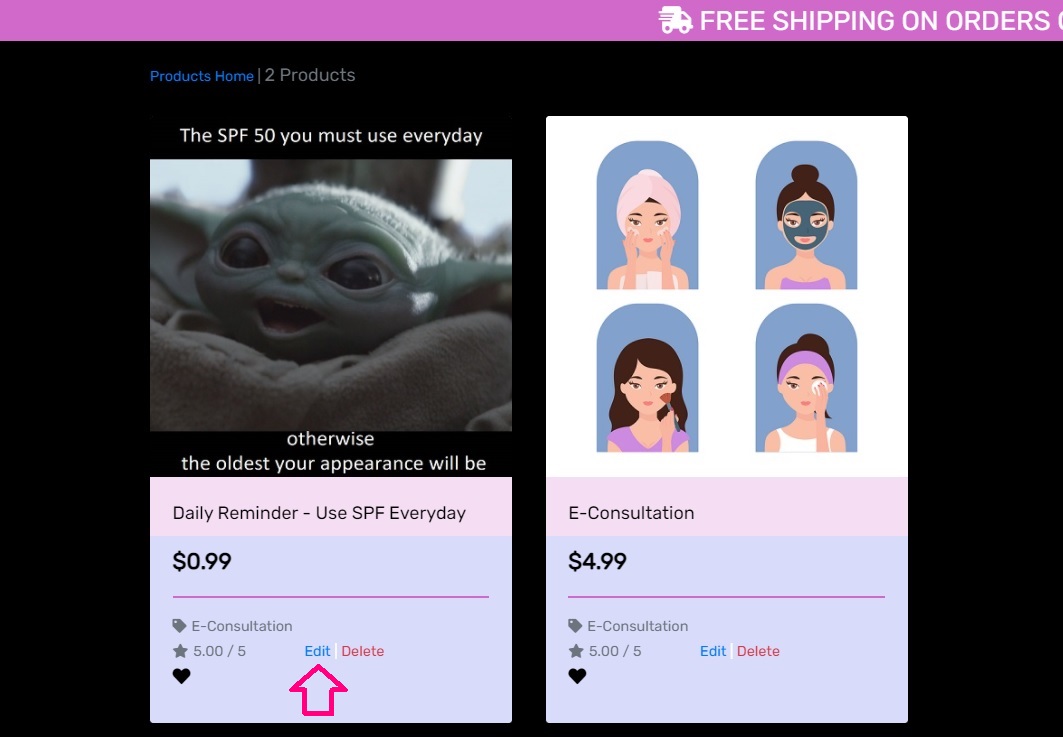 FREE SHIPPING ON ORDERS
Products Home | 2 Products
The SPF 50 you must use everyday
otherwise
the oldest your appearance will be
Daily Reminder - Use SPF Everyday
$0.99
E-Consultation
5.00 / 5
Edit | Delete
E-Consultation
$4.99
E-Consultation
5.00 / 5
Edit | Delete